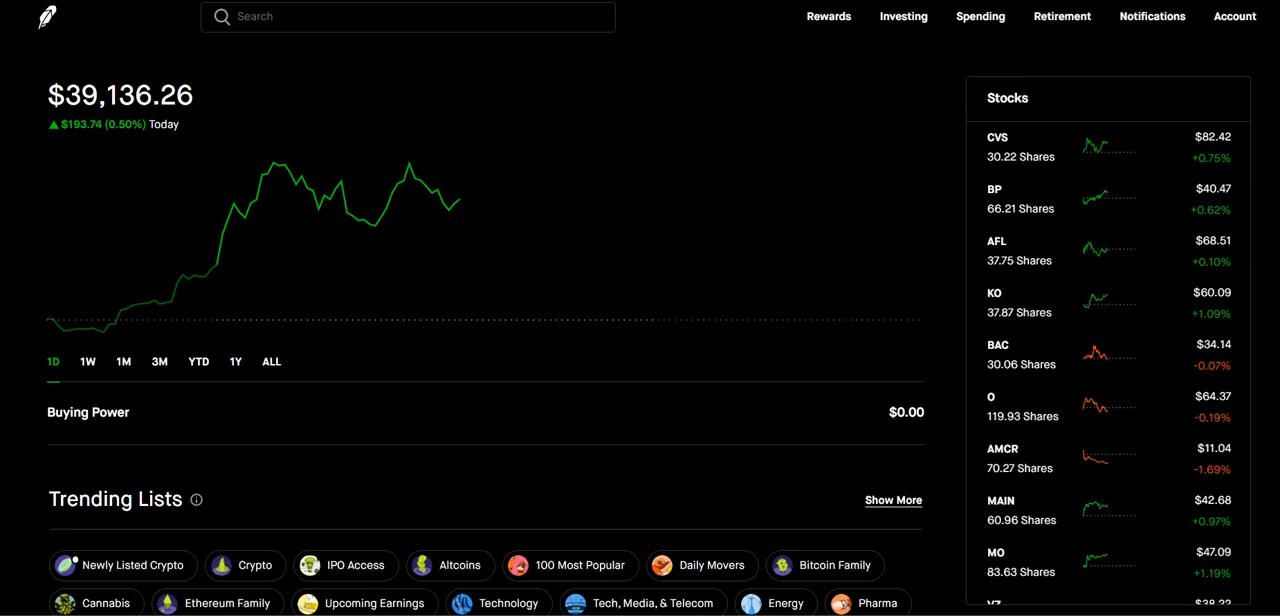 Search
Rewards Investing Spending Retirement Notifications Account
$39,136.26
$193.74 (0.50%) Today
1D 1W 1M 3M YTD 1Y ALL
Buying Power $0.00
Trending Lists
Show More
Newly Listed Crypto Crypto IPO Access Altcoins 100 Most Popular Daily Movers Bitcoin Family
Cannabis Ethereum Family Upcoming Earnings Technology Tech, Media, & Telecom Energy Pharma
Stocks
CVS $82.42
30.22 Shares +0.75%
BP $40.47
66.21 Shares +0.62%
AFL $68.51
37.75 Shares +0.10%
KO $60.09
37.87 Shares +1.09%
BAC $34.14
30.06 Shares -0.07%
O $64.37
119.93 Shares -0.19%
AMCR $11.04
70.27 Shares -1.69%
MAIN $42.68
60.96 Shares +0.97%
MO $47.09
83.63 Shares +1.19%
VZ $38.22